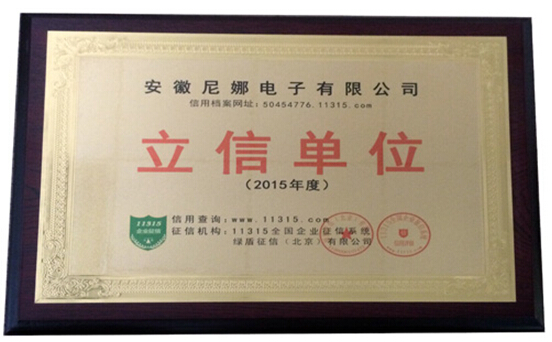 安徽尼娜电子有限公司
信用档案网址:50454776.11315.com
立信单位
(2015年度)
11315
信用查询:www.11315.com
征信机构:11315全国企业征信系统
绿盾征信(北京)有限公司